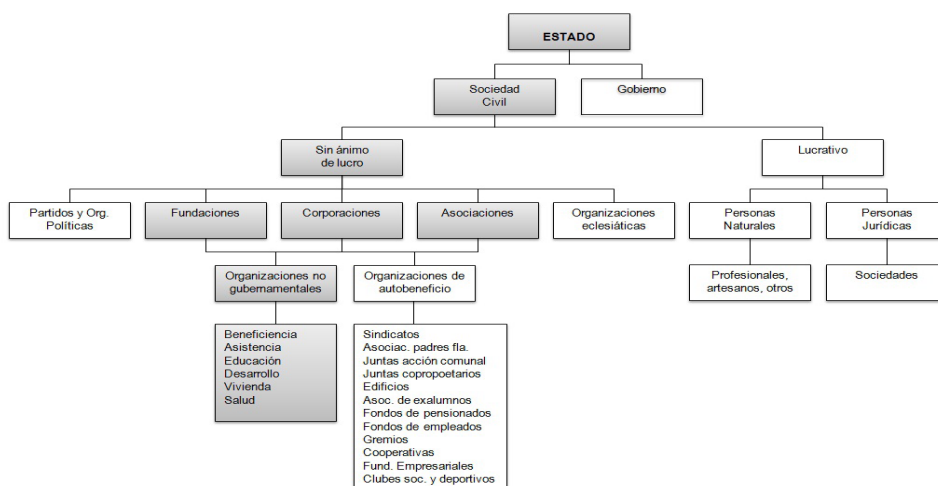 ESTADO
Sociedad
Civil
Gobierno
Sin ánimo
de lucro
Lucrativo
Partidos y Org.
Políticas
Fundaciones
Corporaciones
Asociaciones
Organizaciones
eclesiáticas
Personas
Naturales
Personas
Jurídicas
Organizaciones no
gubernamentales
Organizaciones de
autobeneficio
Profesionales,
artesanos, otros
Sociedades
Beneficiencia
Asistencia
Educación
Desarrollo
Vivienda
Salud
Sindicatos
Asociac. padres fla.
Juntas acción comunal
Juntas copropoetarios
Edificios
Asoc. de exalumnos
Fondos de pensionados
Fondos de empleados
Gremios
Cooperativas
Fund. Empresariales
Clubes soc. y deportivos